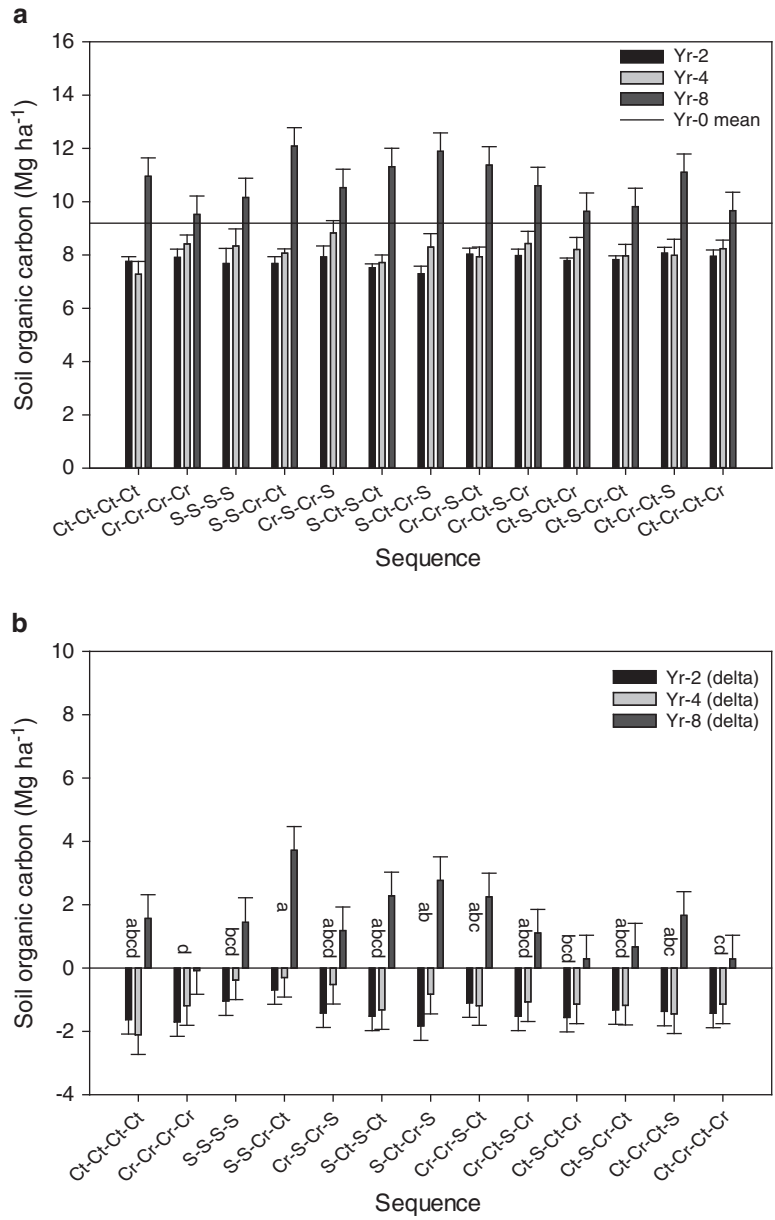 a
Soil organic carbon (Mg ha⁻¹)
16
14
12
10
8
6
4
2
0
Yr-2
Yr-4
Yr-8
Yr-0 mean
Ct-Ct-Ct-Ct
Cr-Cr-Cr-Cr
S-S-S-S
S-S-Cr-Ct
Cr-S-Cr-S
S-Ct-S-Ct
S-Ct-Cr-S
Cr-Cr-S-Ct
Cr-Ct-S-Cr
Ct-S-Ct-Cr
Ct-S-Cr-Ct
Ct-Cr-Ct-S
Ct-Cr-Ct-Cr
Sequence
b
Soil organic carbon (Mg ha⁻¹)
10
8
6
4
2
0
-2
-4
Yr-2 (delta)
Yr-4 (delta)
Yr-8 (delta)
abcd
d
bcd
a
abcd
abcd
ab
abc
abcd
bcd
abcd
abc
cd
Ct-Ct-Ct-Ct
Cr-Cr-Cr-Cr
S-S-S-S
S-S-Cr-Ct
Cr-S-Cr-S
S-Ct-S-Ct
S-Ct-Cr-S
Cr-Cr-S-Ct
Cr-Ct-S-Cr
Ct-S-Ct-Cr
Ct-S-Cr-Ct
Ct-Cr-Ct-S
Ct-Cr-Ct-Cr
Sequence